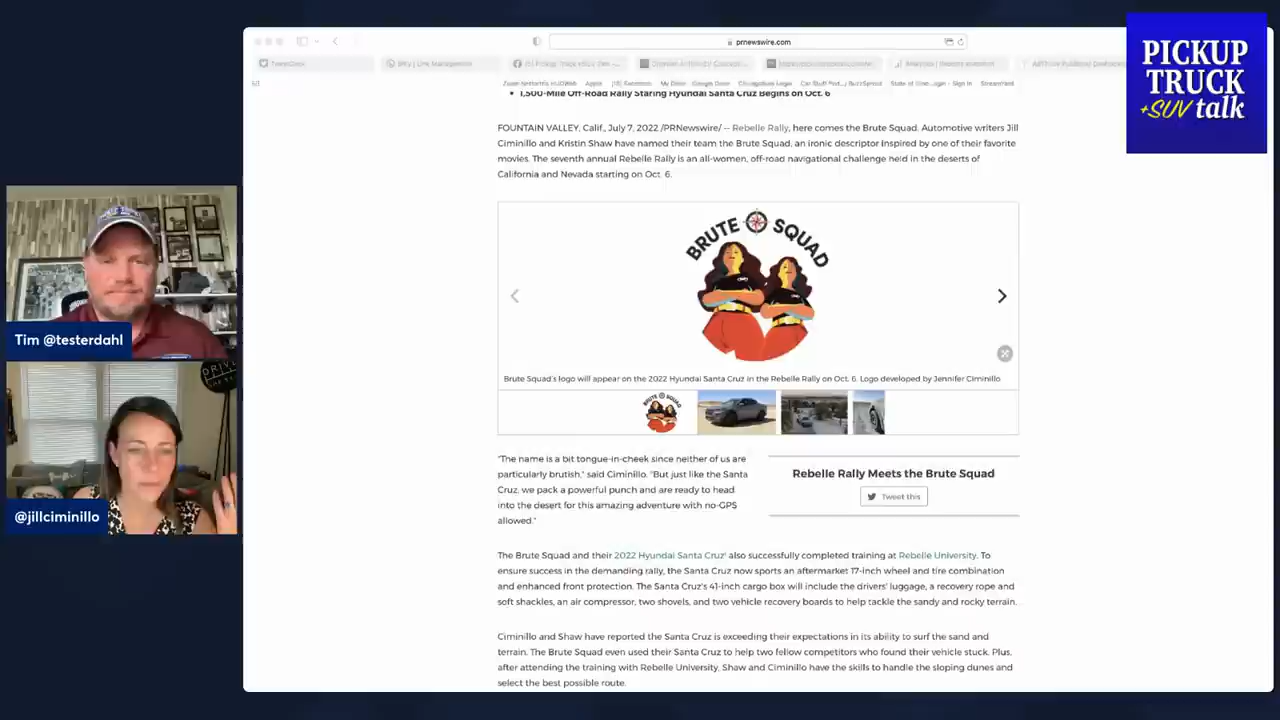 prnewswire.com
PICKUP
TRUCK
+SUV talk
• 1,500-Mile Off-Road Rally Staring Hyundai Santa Cruz Begins on Oct. 6
FOUNTAIN VALLEY, Calif., July 7, 2022 /PRNewswire/ -- Rebelle Rally, here comes the Brute Squad. Automotive writers Jill
Ciminillo and Kristin Shaw have named their team the Brute Squad, an ironic descriptor inspired by one of their favorite
movies. The seventh annual Rebelle Rally is an all-women, off-road navigational challenge held in the deserts of
California and Nevada starting on Oct. 6.
BRUTE SQUAD
Brute Squad's logo will appear on the 2022 Hyundai Santa Cruz in the Rebelle Rally on Oct. 6. Logo developed by Jennifer Ciminillo
BRUTE SQUAD
Tim @testerdahl
DRIVE
@jillciminillo
"The name is a bit tongue-in-cheek since neither of us are
particularly brutish," said Ciminillo. "But just like the Santa
Cruz, we pack a powerful punch and are ready to head
into the desert for this amazing adventure with no-GPS
allowed."
Rebelle Rally Meets the Brute Squad
Tweet this
The Brute Squad and their 2022 Hyundai Santa Cruz¹ also successfully completed training at Rebelle University. To
ensure success in the demanding rally, the Santa Cruz now sports an aftermarket 17-inch wheel and tire combination
and enhanced front protection. The Santa Cruz's 41-inch cargo box will include the drivers' luggage, a recovery rope and
soft shackles, an air compressor, two shovels, and two vehicle recovery boards to help tackle the sandy and rocky terrain.
Ciminillo and Shaw have reported the Santa Cruz is exceeding their expectations in its ability to surf the sand and
terrain. The Brute Squad even used their Santa Cruz to help two fellow competitors who found their vehicle stuck. Plus,
after attending the training with Rebelle University, Shaw and Ciminillo have the skills to handle the sloping dunes and
select the best possible route.